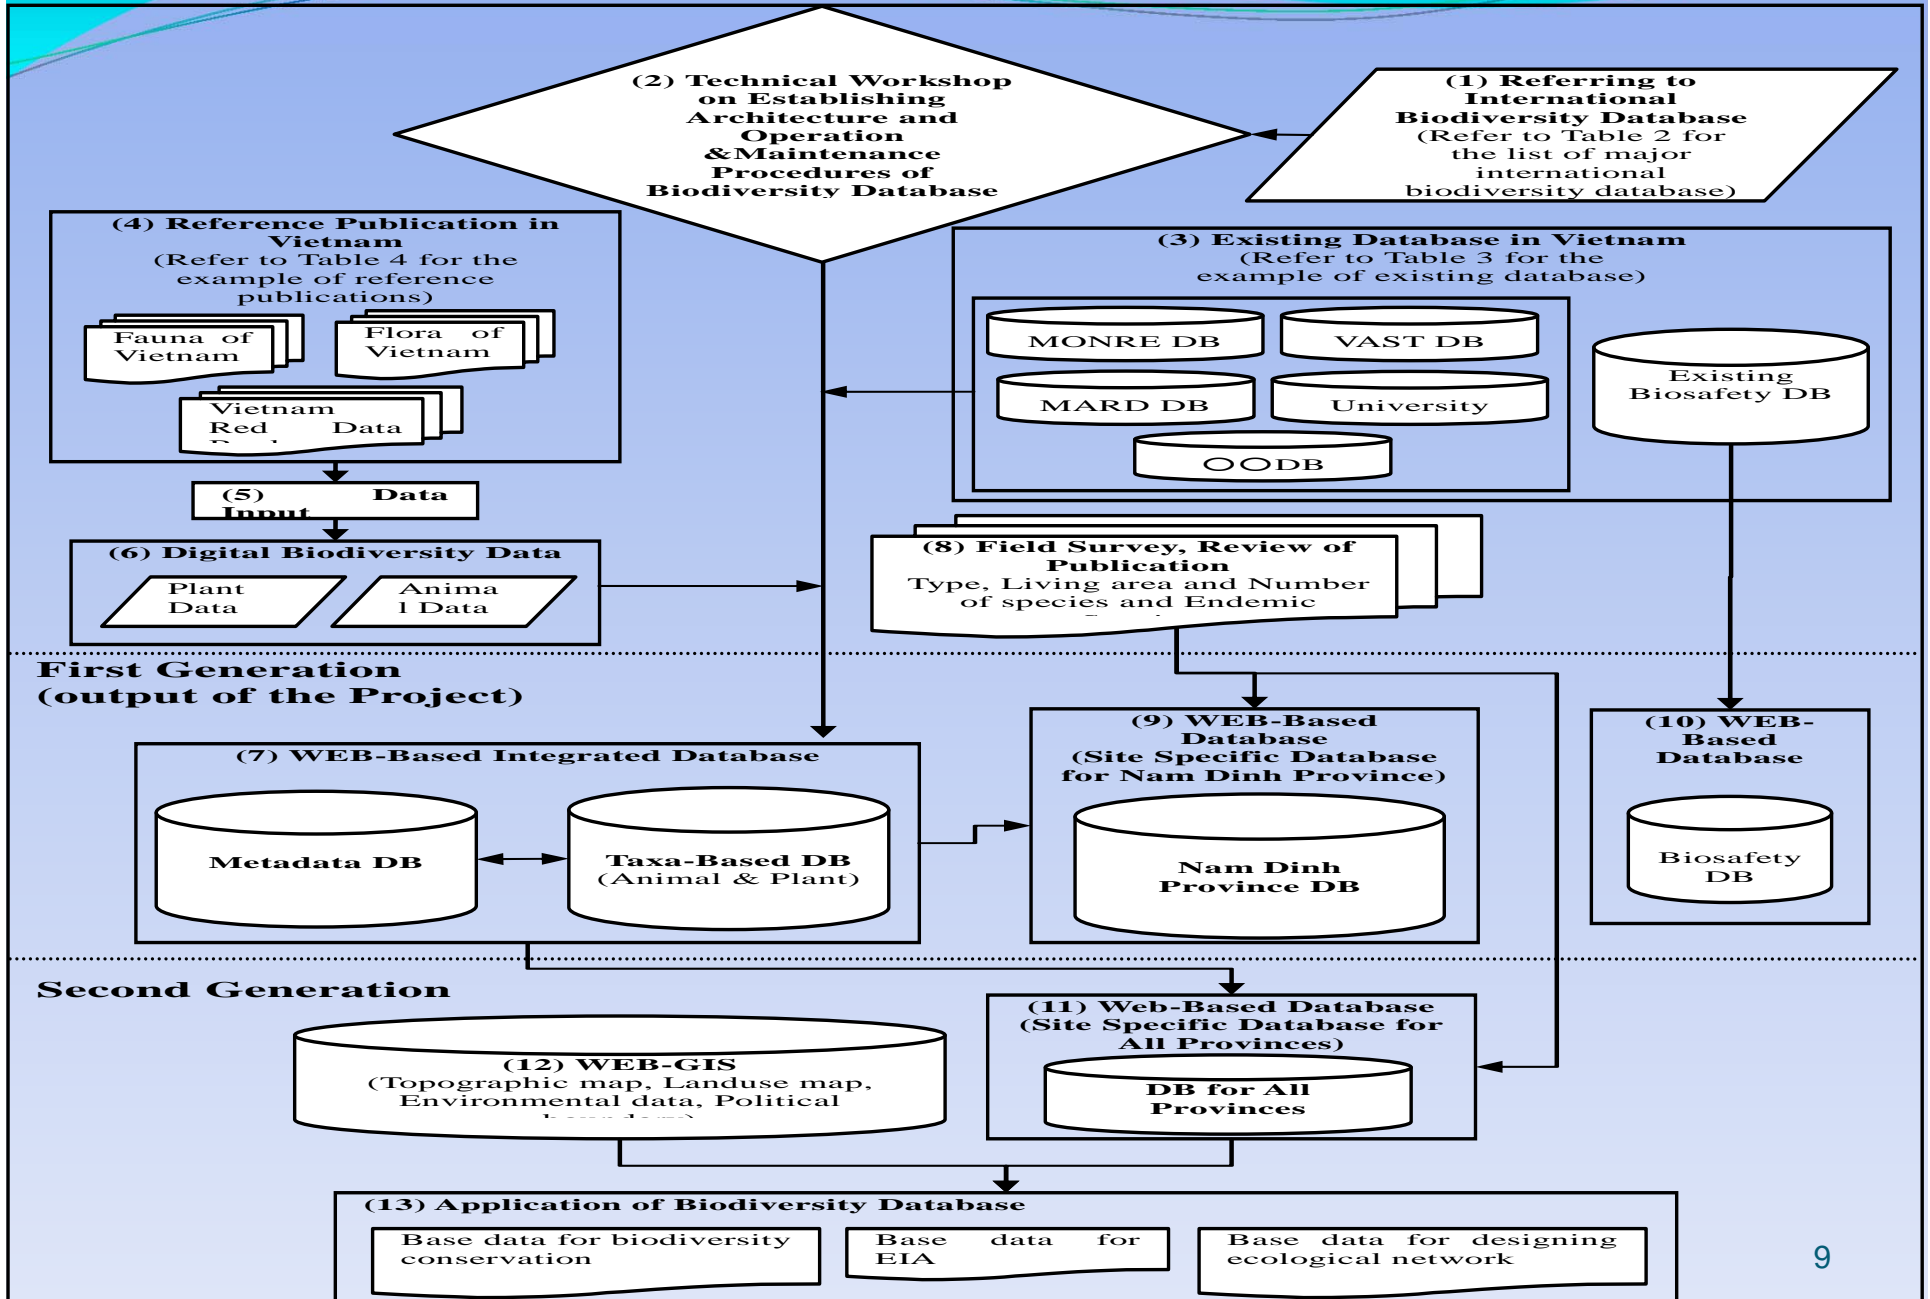 (2) Technical Workshop
on Establishing
Architecture and
Operation
&Maintenance
Procedures of
Biodiversity Database
(1) Referring to
International
Biodiversity Database
(Refer to Table 2 for
the list of major
international
biodiversity database)
(4) Reference Publication in
Vietnam
(Refer to Table 4 for the
example of reference
publications)
Fauna of
Vietnam
Flora of
Vietnam
Vietnam
Red Data
(3) Existing Database in Vietnam
(Refer to Table 3 for the
example of existing database)
MONRE DB
VAST DB
MARD DB
University
○○DB
Existing
Biosafety DB
(5) Data
Input
(6) Digital Biodiversity Data
Plant
Data
Anima
l Data
(8) Field Survey, Review of
Publication
Type, Living area and Number
of species and Endemic
First Generation
(output of the Project)
(7) WEB-Based Integrated Database
Metadata DB
Taxa-Based DB
(Animal & Plant)
(9) WEB-Based
Database
(Site Specific Database
for Nam Dinh Province)
Nam Dinh
Province DB
(10) WEB-
Based
Database
Biosafety
DB
Second Generation
(12) WEB-GIS
(Topographic map, Landuse map,
Environmental data, Political
(11) Web-Based Database
(Site Specific Database for
All Provinces)
DB for All
Provinces
(13) Application of Biodiversity Database
Base data for biodiversity
conservation
Base data for
EIA
Base data for designing
ecological network
9